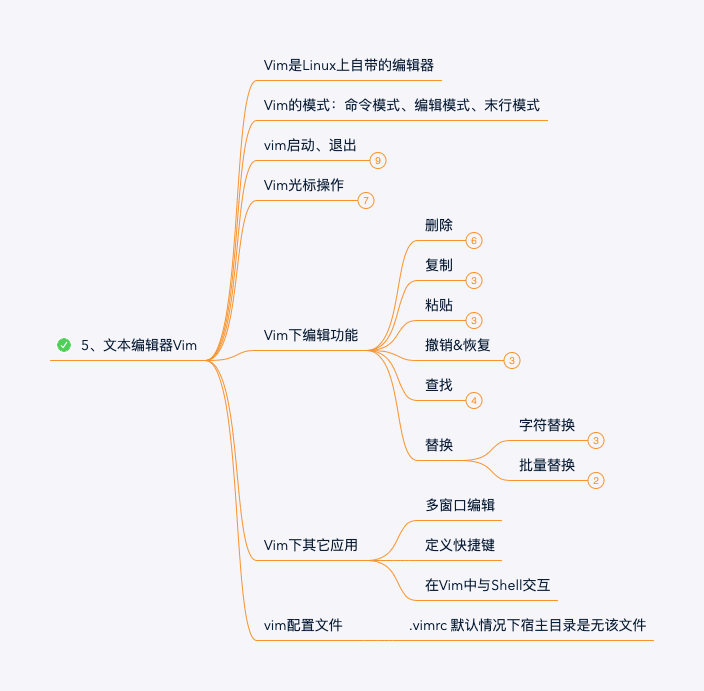 Vim是Linux上自带的编辑器
Vim的模式：命令模式、编辑模式、末行模式
vim启动、退出
9
Vim光标操作
7
5、文本编辑器Vim
Vim下编辑功能
删除
6
复制
3
粘贴
3
撤销&恢复
3
查找
4
替换
字符替换
3
批量替换
2
Vim下其它应用
多窗口编辑
定义快捷键
在Vim中与Shell交互
vim配置文件
.vimrc 默认情况下宿主目录是无该文件